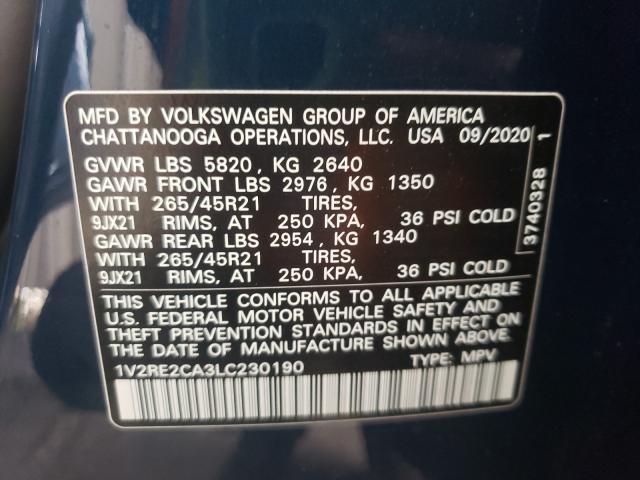 MFD BY VOLKSWAGEN GROUP OF AMERICA
CHATTANOOGA OPERATIONS, LLC. USA 09/2020
GVWR LBS 5820, KG 2640
GAWR FRONT LBS 2976, KG 1350
WITH 265/45R21 TIRES,
9JX21 RIMS, AT 250 KPA, 36 PSI COLD
GAWR REAR LBS 2954, KG 1340
WITH 265/45R21 TIRES,
9JX21 RIMS, AT 250 KPA, 36 PSI COLD
THIS VEHICLE CONFORMS TO ALL APPLICABLE
U.S. FEDERAL MOTOR VEHICLE SAFETY AND
THEFT PREVENTION STANDARDS IN EFFECT ON
THE DATE OF MANUFACTURE SHOWN ABOVE.
1V2RE2CA3LC230190 TYPE: MPV
3740328 1